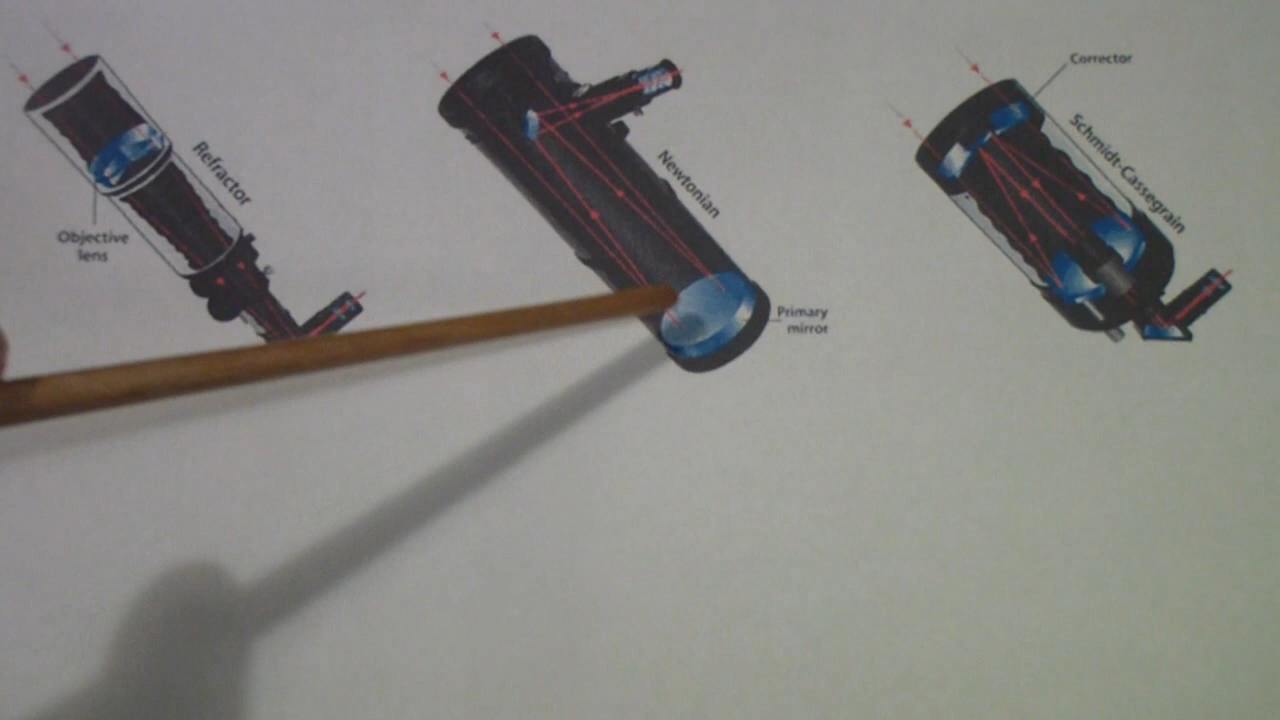 Refractor
Objective
lens
Newtonian
Primary
mirror
Corrector
Schmidt-Cassegrain